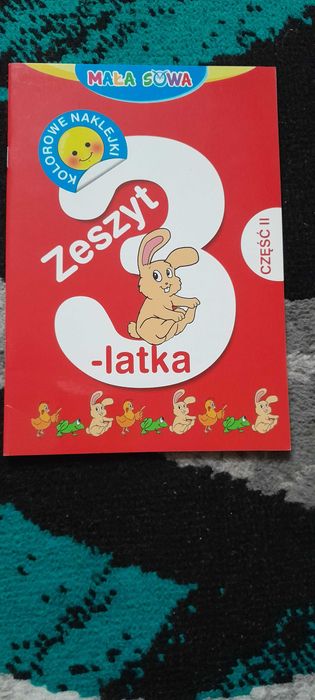 MAŁA SOWA
KOLOROWE NAKLEJKI
Zeszyt
3
-latka
CZĘŚĆ II